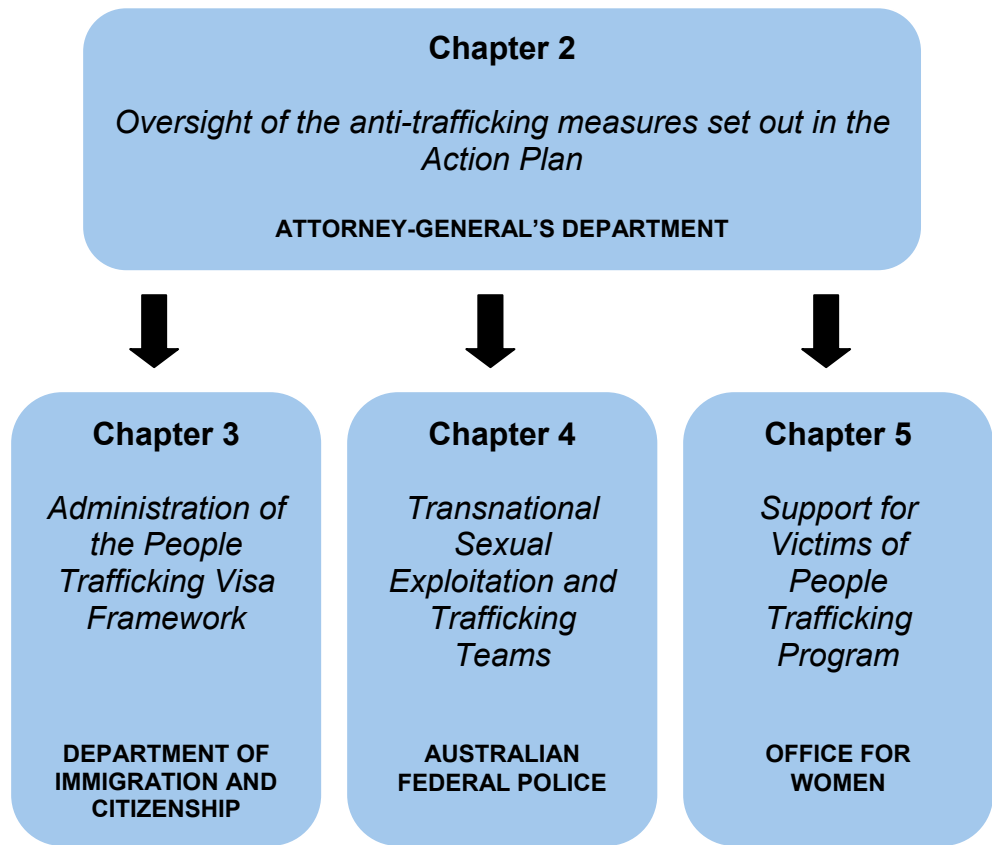 Chapter 2
Oversight of the anti-trafficking measures set out in the
Action Plan
ATTORNEY-GENERAL’S DEPARTMENT
Chapter 3
Administration of
the People
Trafficking Visa
Framework
DEPARTMENT OF
IMMIGRATION AND
CITIZENSHIP
Chapter 4
Transnational
Sexual
Exploitation and
Trafficking
Teams
AUSTRALIAN
FEDERAL POLICE
Chapter 5
Support for
Victims of
People
Trafficking
Program
OFFICE FOR
WOMEN